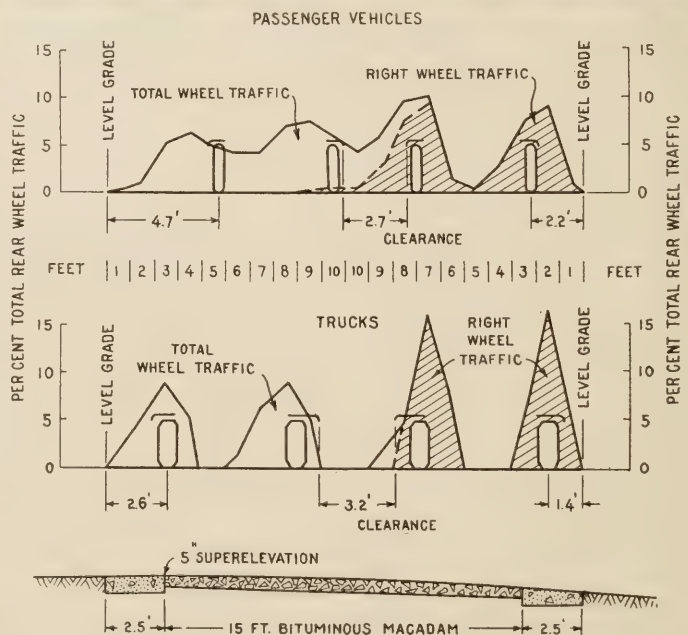 PASSENGER VEHICLES
PER CENT TOTAL REAR WHEEL TRAFFIC
15
10
5
0
LEVEL GRADE
TOTAL WHEEL TRAFFIC
RIGHT WHEEL
TRAFFIC
LEVEL GRADE
15
10
5
0
PER CENT TOTAL REAR WHEEL TRAFFIC
4.7'
2.7'
2.2'
CLEARANCE
FEET | 1 | 2 | 3 | 4 | 5 | 6 | 7 | 8 | 9 | 10 | 10 | 9 | 8 | 7 | 6 | 5 | 4 | 3 | 2 | 1 | FEET
15
10
5
0
LEVEL GRADE
TRUCKS
TOTAL
WHEEL TRAFFIC
RIGHT
WHEEL
TRAFFIC
LEVEL GRADE
15
10
5
0
2.6'
3.2'
1.4'
CLEARANCE
5" SUPERELEVATION
2.5'
15 FT. BITUMINOUS MACADAM
2.5'